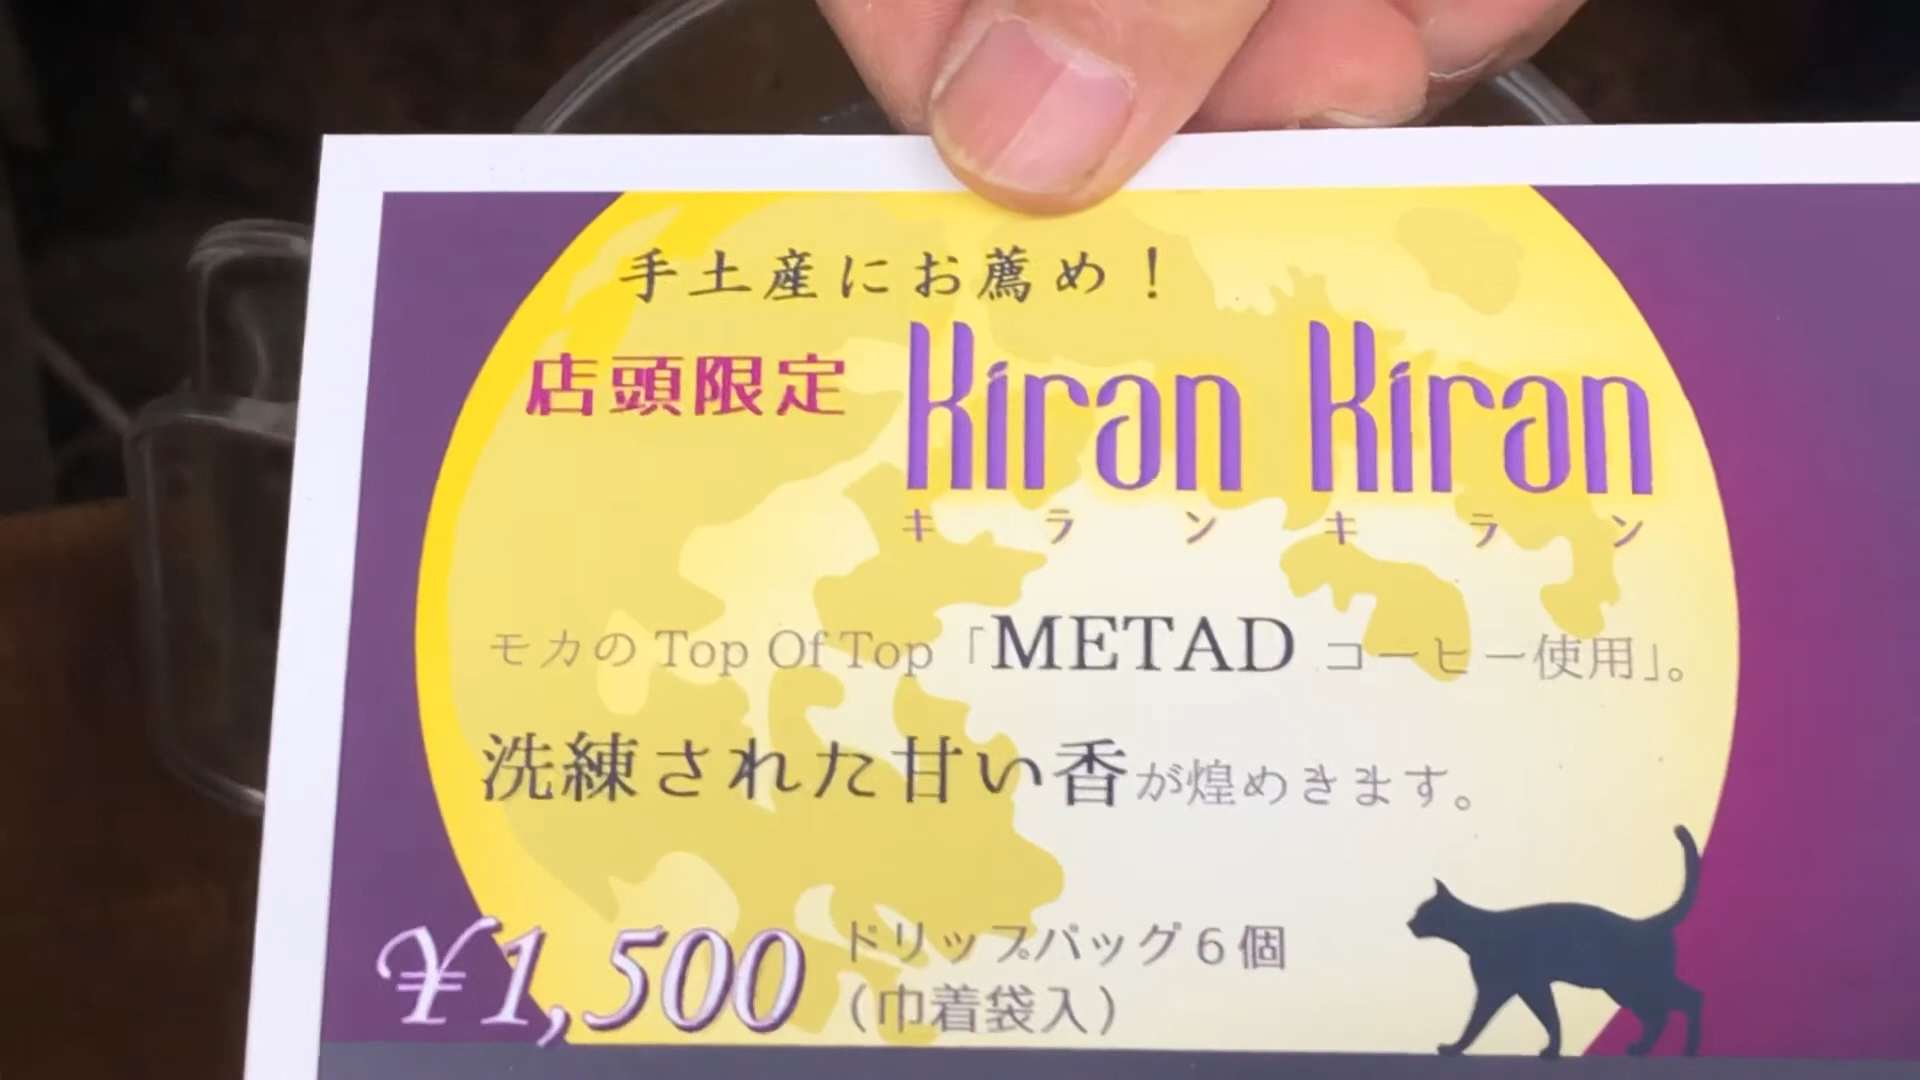 手土産にお薦め！
店頭限定 Kiran Kiran
キランキラン
モカのTop Of Top「METAD コーヒー使用」。
洗練された甘い香が煌めきます。
¥1,500 ドリップバッグ6個
（巾着袋入）